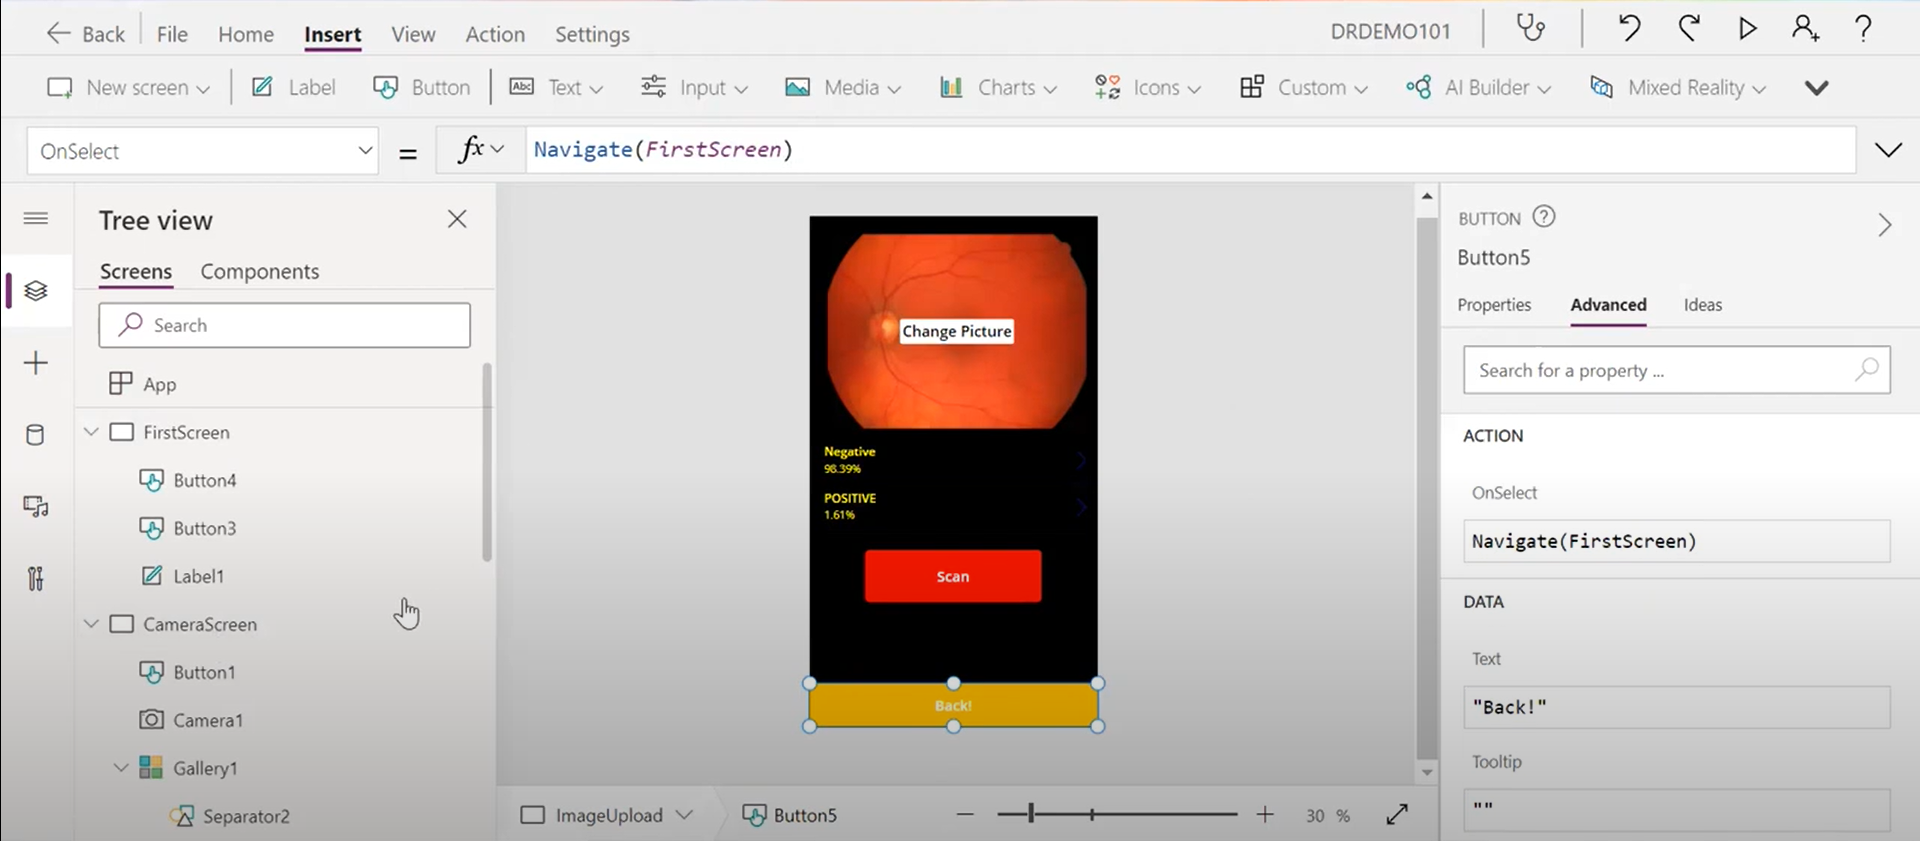 Back File Home Insert View Action Settings DRDEMO101
New screen Label Button Text Input Media Charts Icons Custom AI Builder Mixed Reality
OnSelect = fx Navigate(FirstScreen)
Tree view
Screens Components
Search
App
FirstScreen
Button4
Button3
Label1
CameraScreen
Button1
Camera1
Gallery1
Separator2
Change Picture
Negative
98.39%
POSITIVE
1.61%
Scan
Back!
ImageUpload Button5 30 %
BUTTON
Button5
Properties Advanced Ideas
Search for a property ...
ACTION
OnSelect
Navigate(FirstScreen)
DATA
Text
"Back!"
Tooltip
""